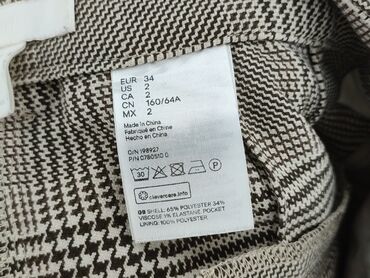 EUR 34
US 2
CA 2
CN 160/64A
MX 2
Made in China
Fabriqué en Chine
Hecho en China
O/N 198927
P/N 0780510 0
30
P
clevercare.info
GB SHELL: 65% POLYESTER 34%
VISCOSE 1% ELASTANE POCKET
LINING: 100% POLYESTER